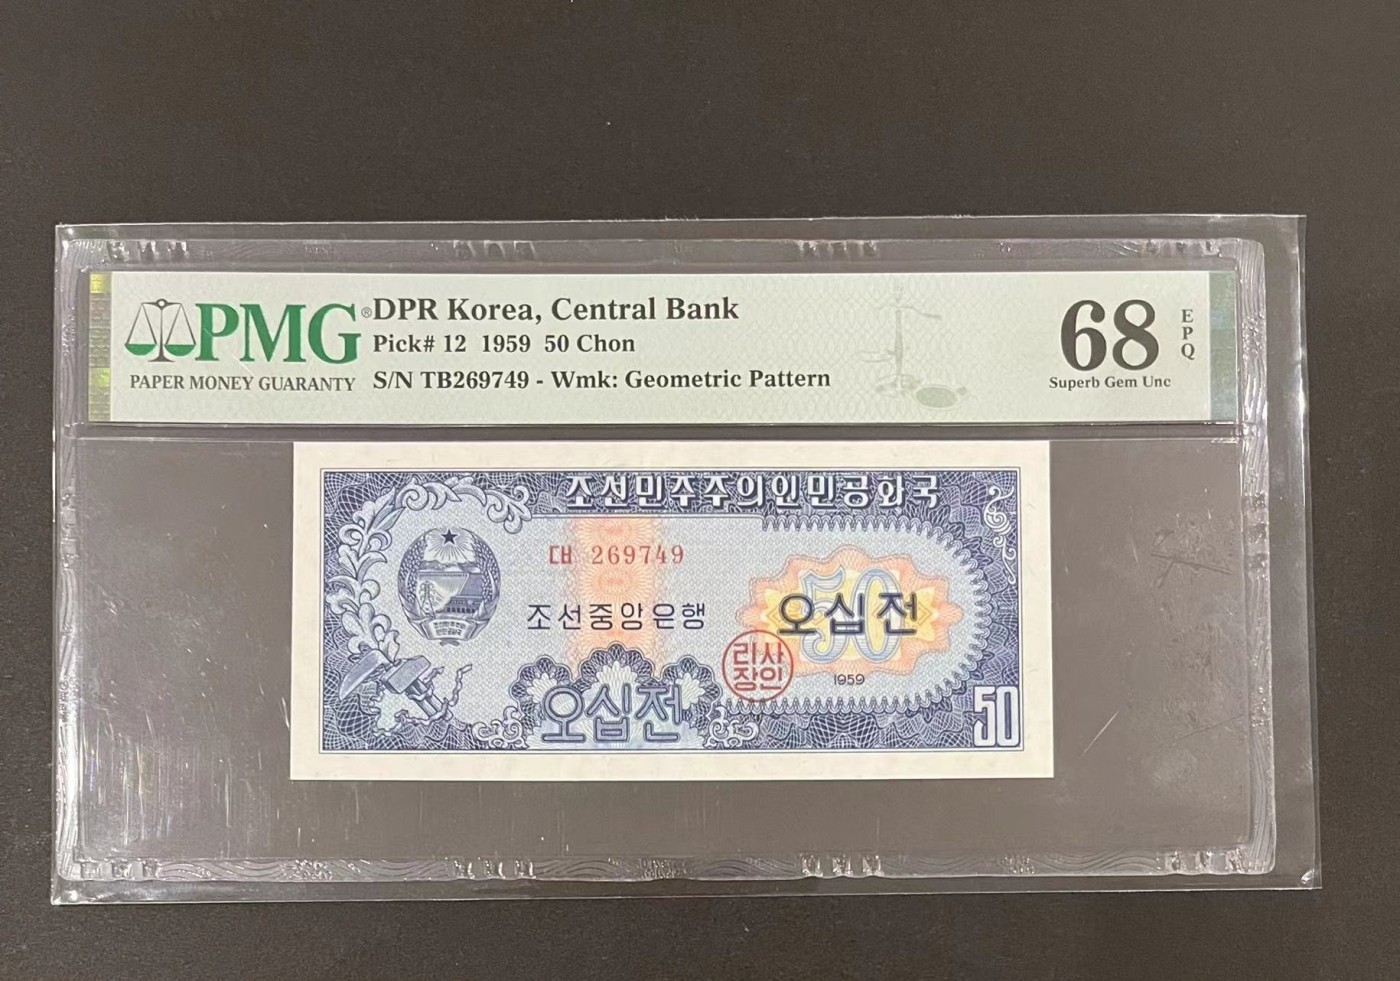 PMG®
PAPER MONEY GUARANTY
DPR Korea, Central Bank
Pick# 12 1959 50 Chon
S/N TB269749 - Wmk: Geometric Pattern
68
EPQ
Superb Gem Unc
조선민주주의인민공화국
대 269749
조선중앙은행
50
오십전
리사
장인
1959
오십전
50